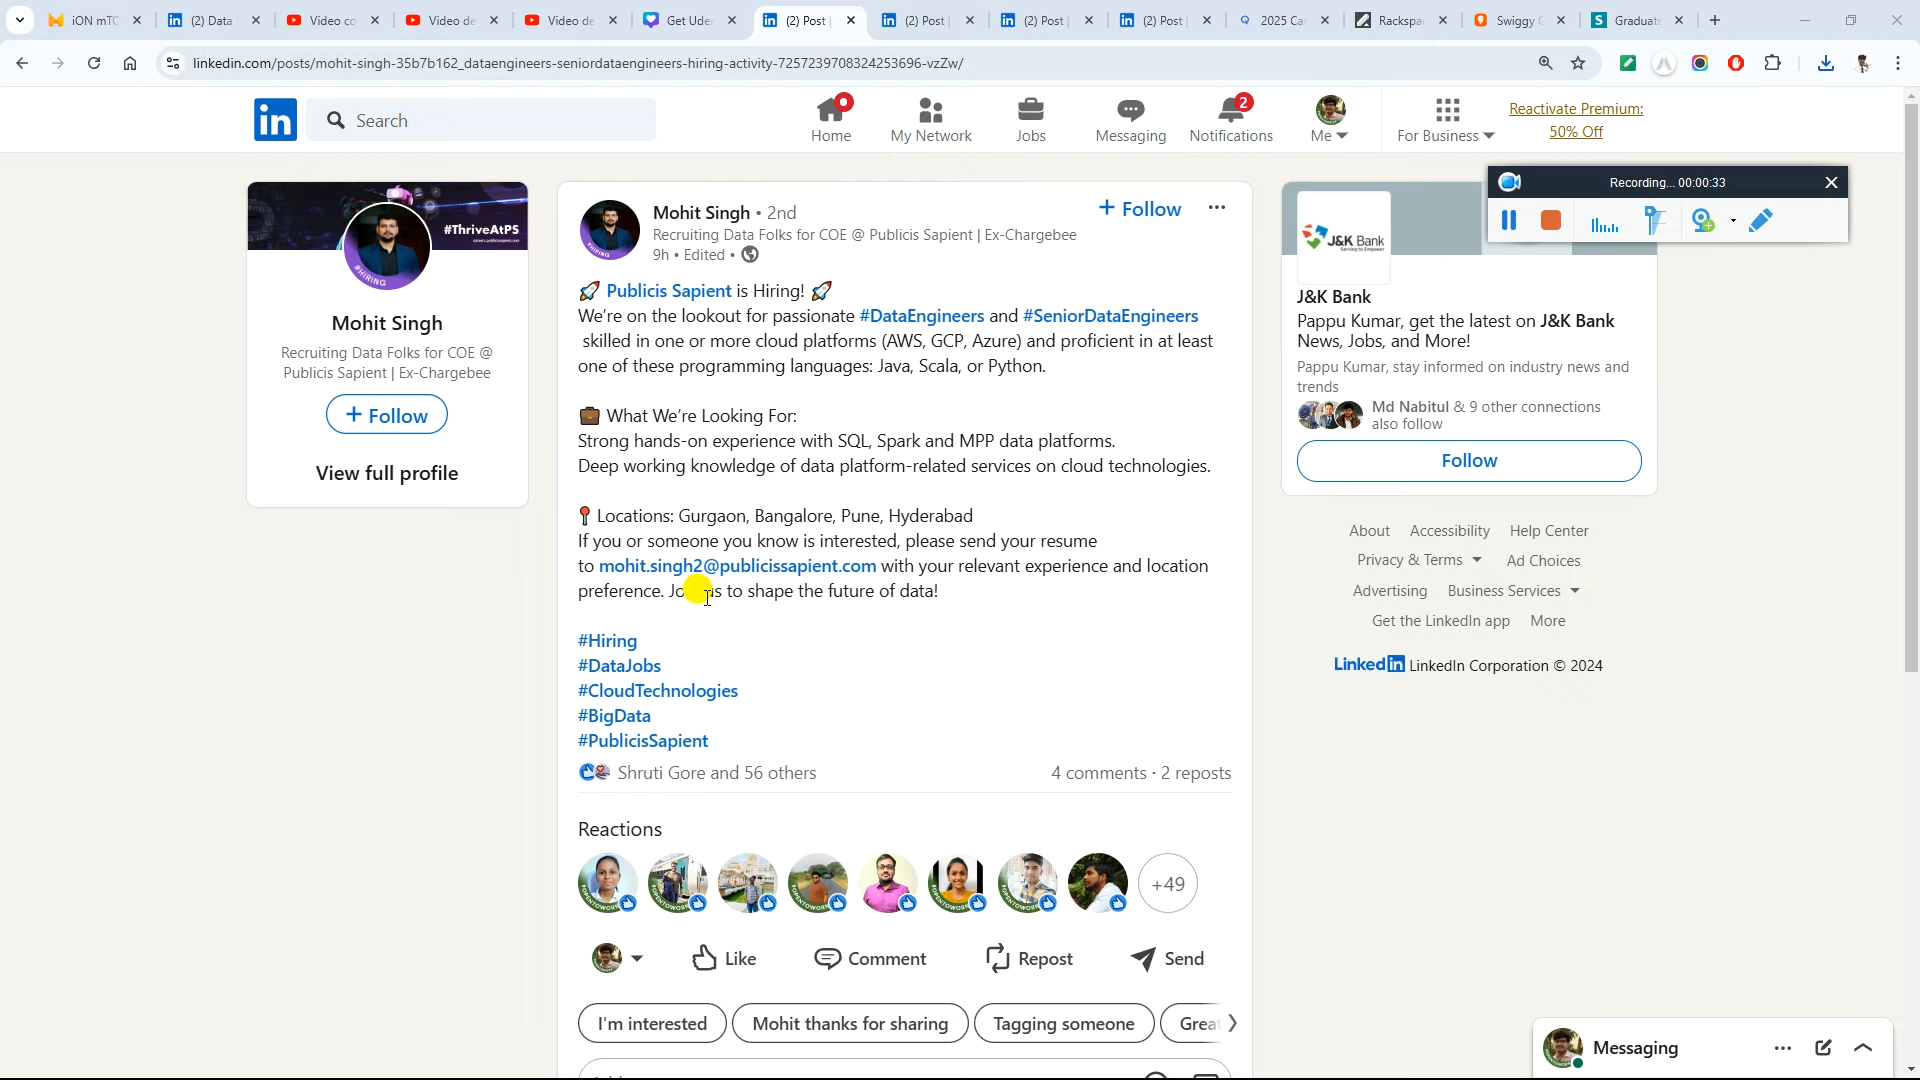 iON mTC
(2) Data
Video co
Video de
Video de
Get Uder
(2) Post
(2) Post
(2) Post
(2) Post
2025 Ca
Rackspa
Swiggy C
Graduate
linkedin.com/posts/mohit-singh-35b7b162_dataengineers-seniordataengineers-hiring-activity-7257239708324253696-vzZw/
in
Search
Home
My Network
Jobs
Messaging
2
Notifications
Me
For Business
Reactivate Premium:
50% Off
Recording... 00:00:33
#ThriveAtPS
#HIRING
Mohit Singh
Recruiting Data Folks for COE @
Publicis Sapient | Ex-Chargebee
+ Follow
View full profile
Mohit Singh • 2nd
Recruiting Data Folks for COE @ Publicis Sapient | Ex-Chargebee
9h • Edited •
+ Follow
🚀 Publicis Sapient is Hiring! 🚀
We're on the lookout for passionate #DataEngineers and #SeniorDataEngineers
skilled in one or more cloud platforms (AWS, GCP, Azure) and proficient in at least
one of these programming languages: Java, Scala, or Python.
💼 What We're Looking For:
Strong hands-on experience with SQL, Spark and MPP data platforms.
Deep working knowledge of data platform-related services on cloud technologies.
📍 Locations: Gurgaon, Bangalore, Pune, Hyderabad
If you or someone you know is interested, please send your resume
to mohit.singh2@publicissapient.com with your relevant experience and location
preference. Jo s to shape the future of data!
#Hiring
#DataJobs
#CloudTechnologies
#BigData
#PublicisSapient
Shruti Gore and 56 others
4 comments · 2 reposts
Reactions
+49
Like
Comment
Repost
Send
I'm interested
Mohit thanks for sharing
Tagging someone
Grea
J&K Bank
Serving to Empower
J&K Bank
Pappu Kumar, get the latest on J&K Bank
News, Jobs, and More!
Pappu Kumar, stay informed on industry news and
trends
Md Nabitul & 9 other connections
also follow
Follow
About
Accessibility
Help Center
Privacy & Terms
Ad Choices
Advertising
Business Services
Get the LinkedIn app
More
LinkedIn LinkedIn Corporation © 2024
Messaging